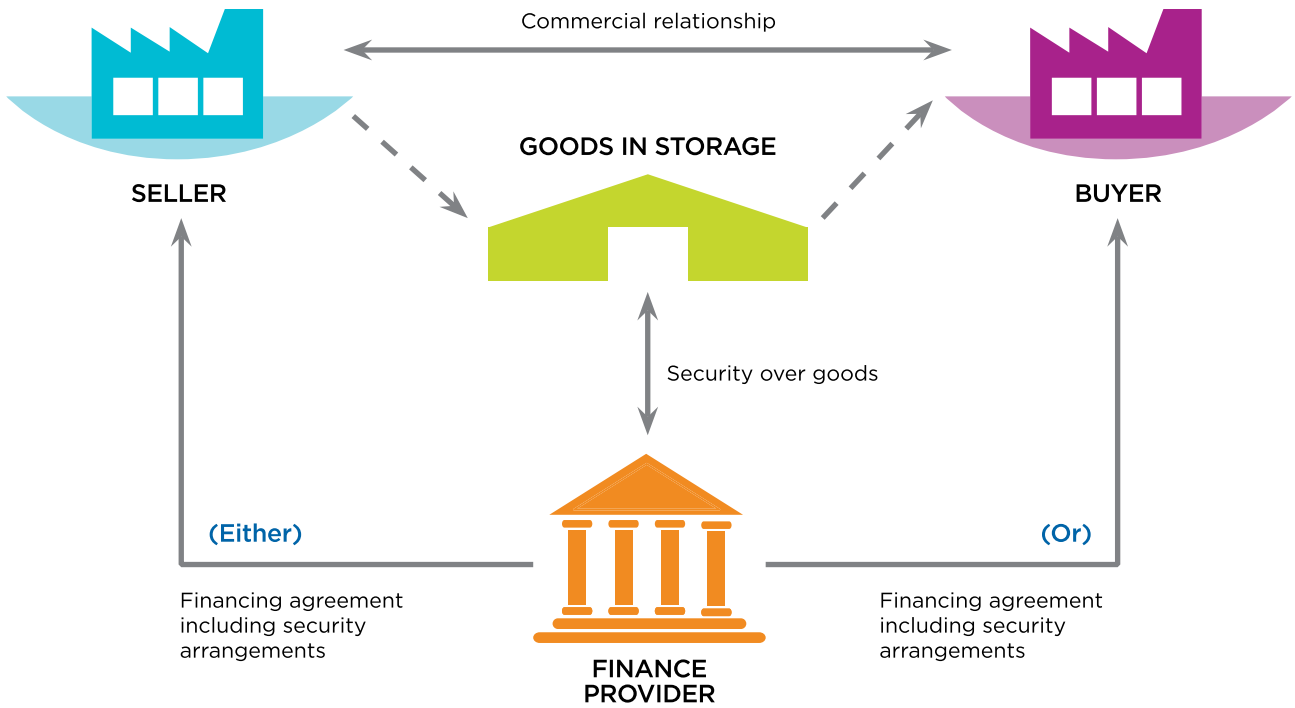 Commercial relationship
GOODS IN STORAGE
SELLER
BUYER
Security over goods
(Either)
(Or)
Financing agreement
including security
arrangements
Financing agreement
including security
arrangements
FINANCE
PROVIDER